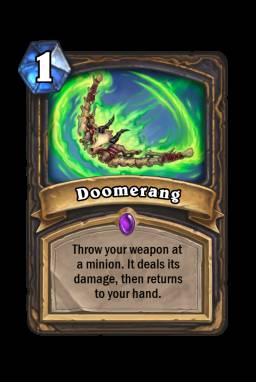 1
Doomerang
Throw your weapon at
a minion. It deals its
damage, then returns
to your hand.